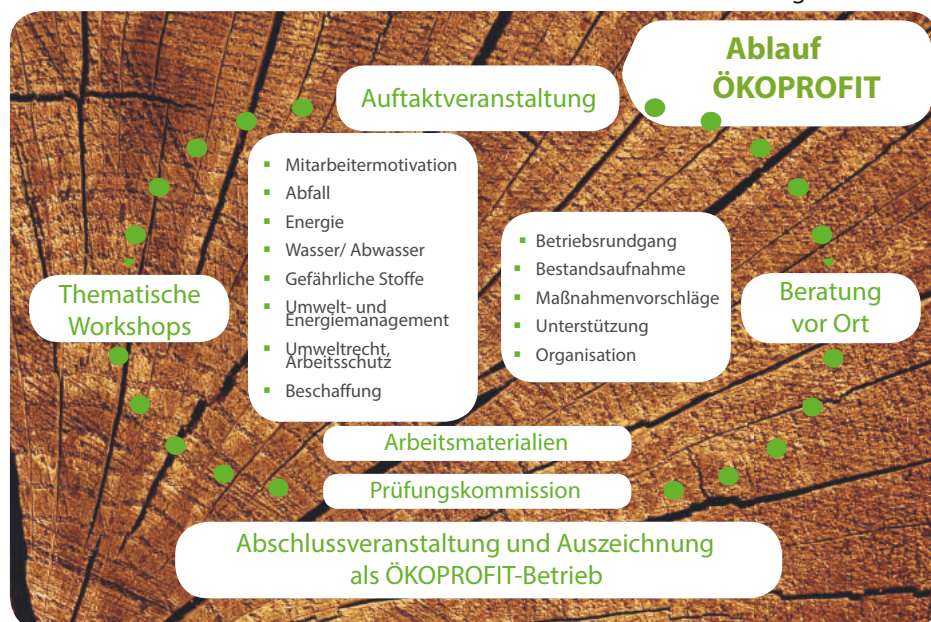 Ablauf
ÖKOPROFIT
Auftaktveranstaltung
▪ Mitarbeitermotivation
▪ Abfall
▪ Energie
▪ Wasser/ Abwasser
▪ Gefährliche Stoffe
▪ Umwelt- und
Energiemanagement
▪ Umweltrecht,
Arbeitsschutz
▪ Beschaffung
▪ Betriebsrundgang
▪ Bestandsaufnahme
▪ Maßnahmenvorschläge
▪ Unterstützung
▪ Organisation
Thematische
Workshops
Beratung
vor Ort
Arbeitsmaterialien
Prüfungskommission
Abschlussveranstaltung und Auszeichnung
als ÖKOPROFIT-Betrieb